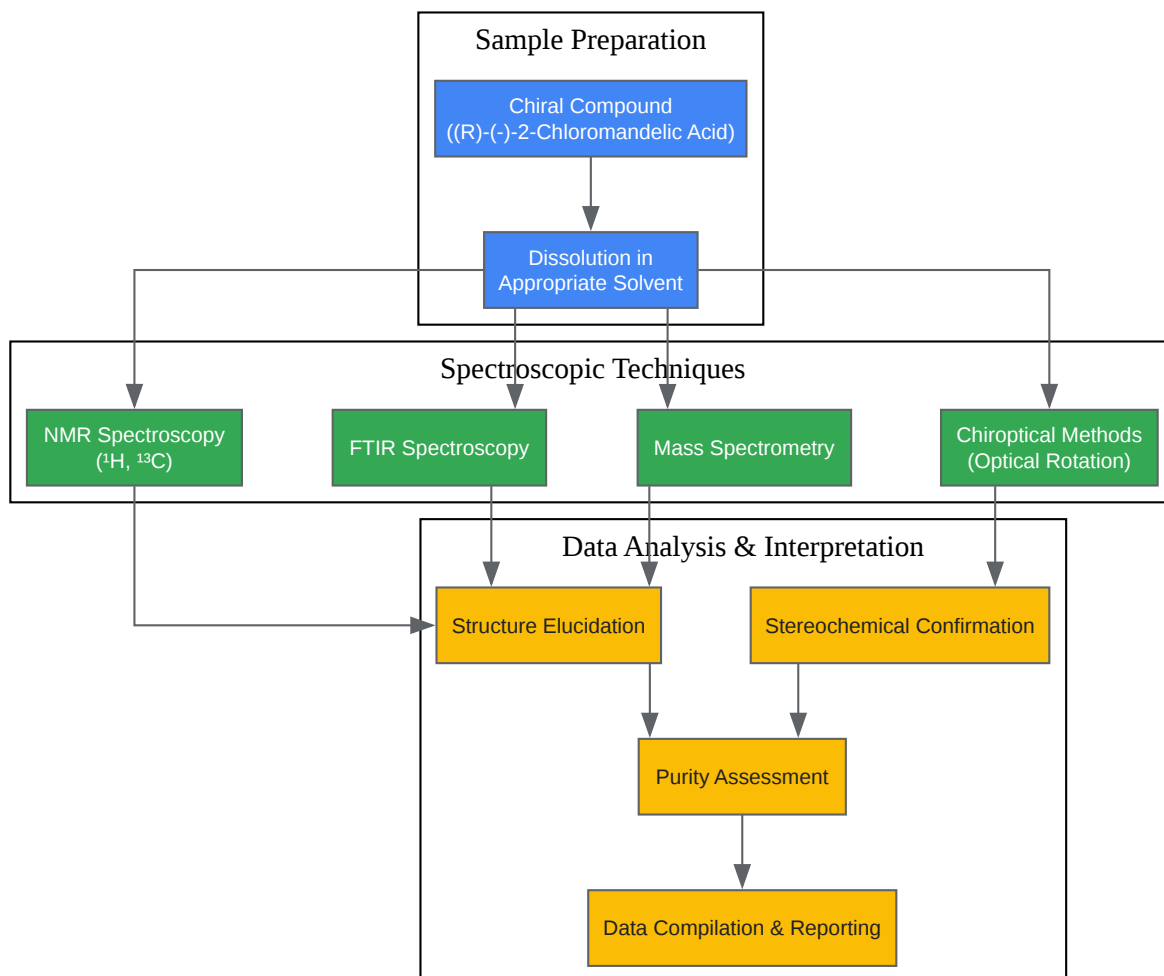 Sample Preparation
Chiral Compound
((R)-(-)-2-Chloromandelic Acid)
Dissolution in
Appropriate Solvent
Spectroscopic Techniques
NMR Spectroscopy
(¹H, ¹³C)
FTIR Spectroscopy
Mass Spectrometry
Chiroptical Methods
(Optical Rotation)
Data Analysis & Interpretation
Structure Elucidation
Stereochemical Confirmation
Purity Assessment
Data Compilation & Reporting